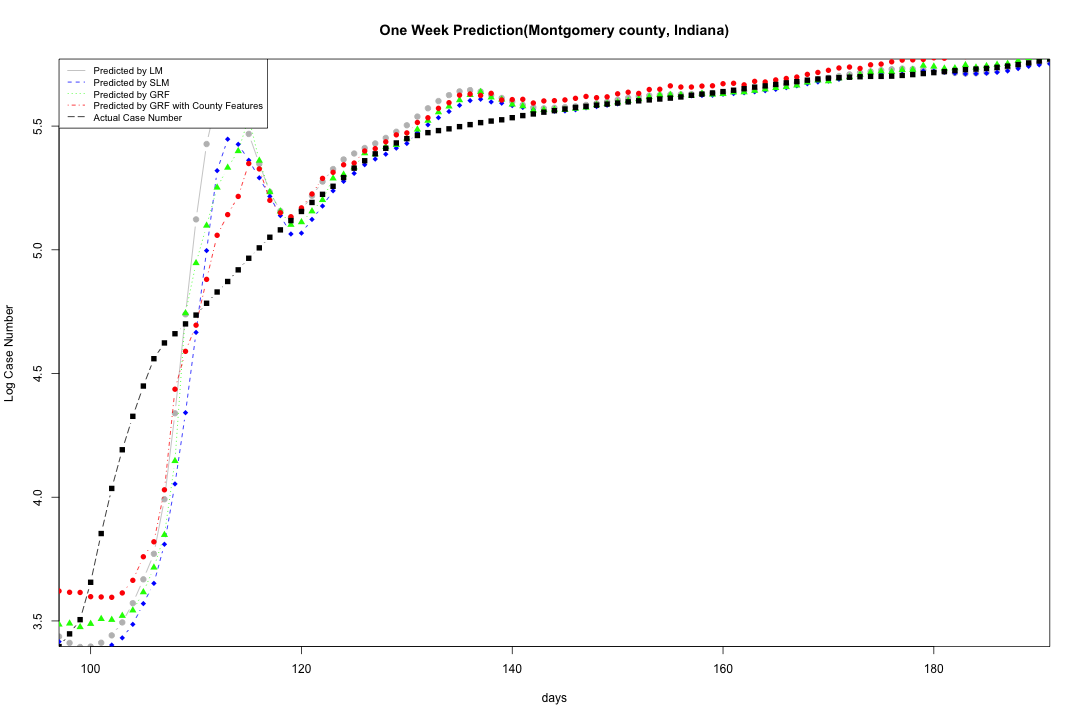 One Week Prediction(Montgomery county, Indiana)
Predicted by LM
Predicted by SLM
Predicted by GRF
Predicted by GRF with County Features
Actual Case Number
Log Case Number
5.5
5.0
4.5
4.0
3.5
100 120 140 160 180
days